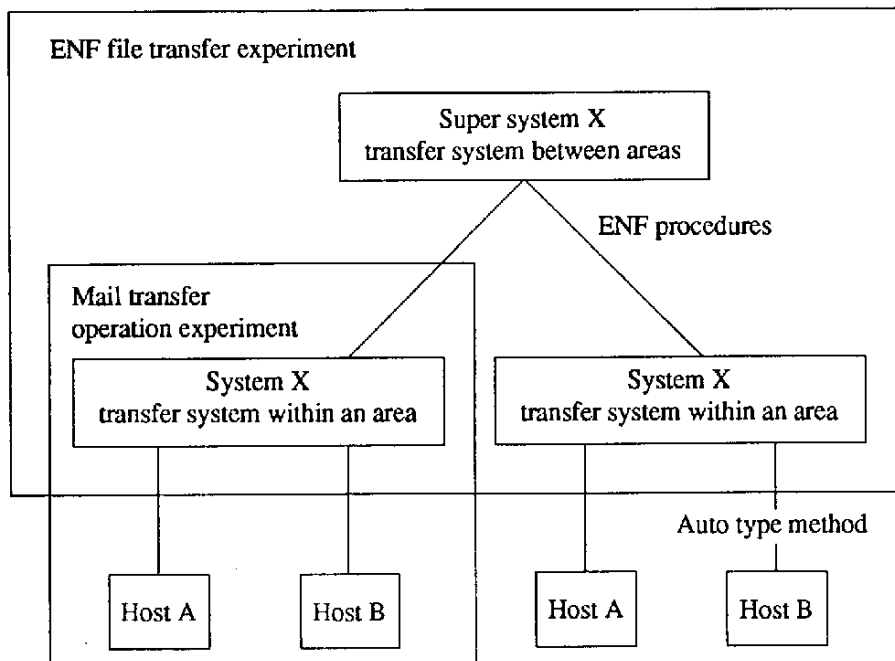 ENF file transfer experiment
Super system X
transfer system between areas
ENF procedures
Mail transfer
operation experiment
System X
transfer system within an area
System X
transfer system within an area
Auto type method
Host A
Host B
Host A
Host B